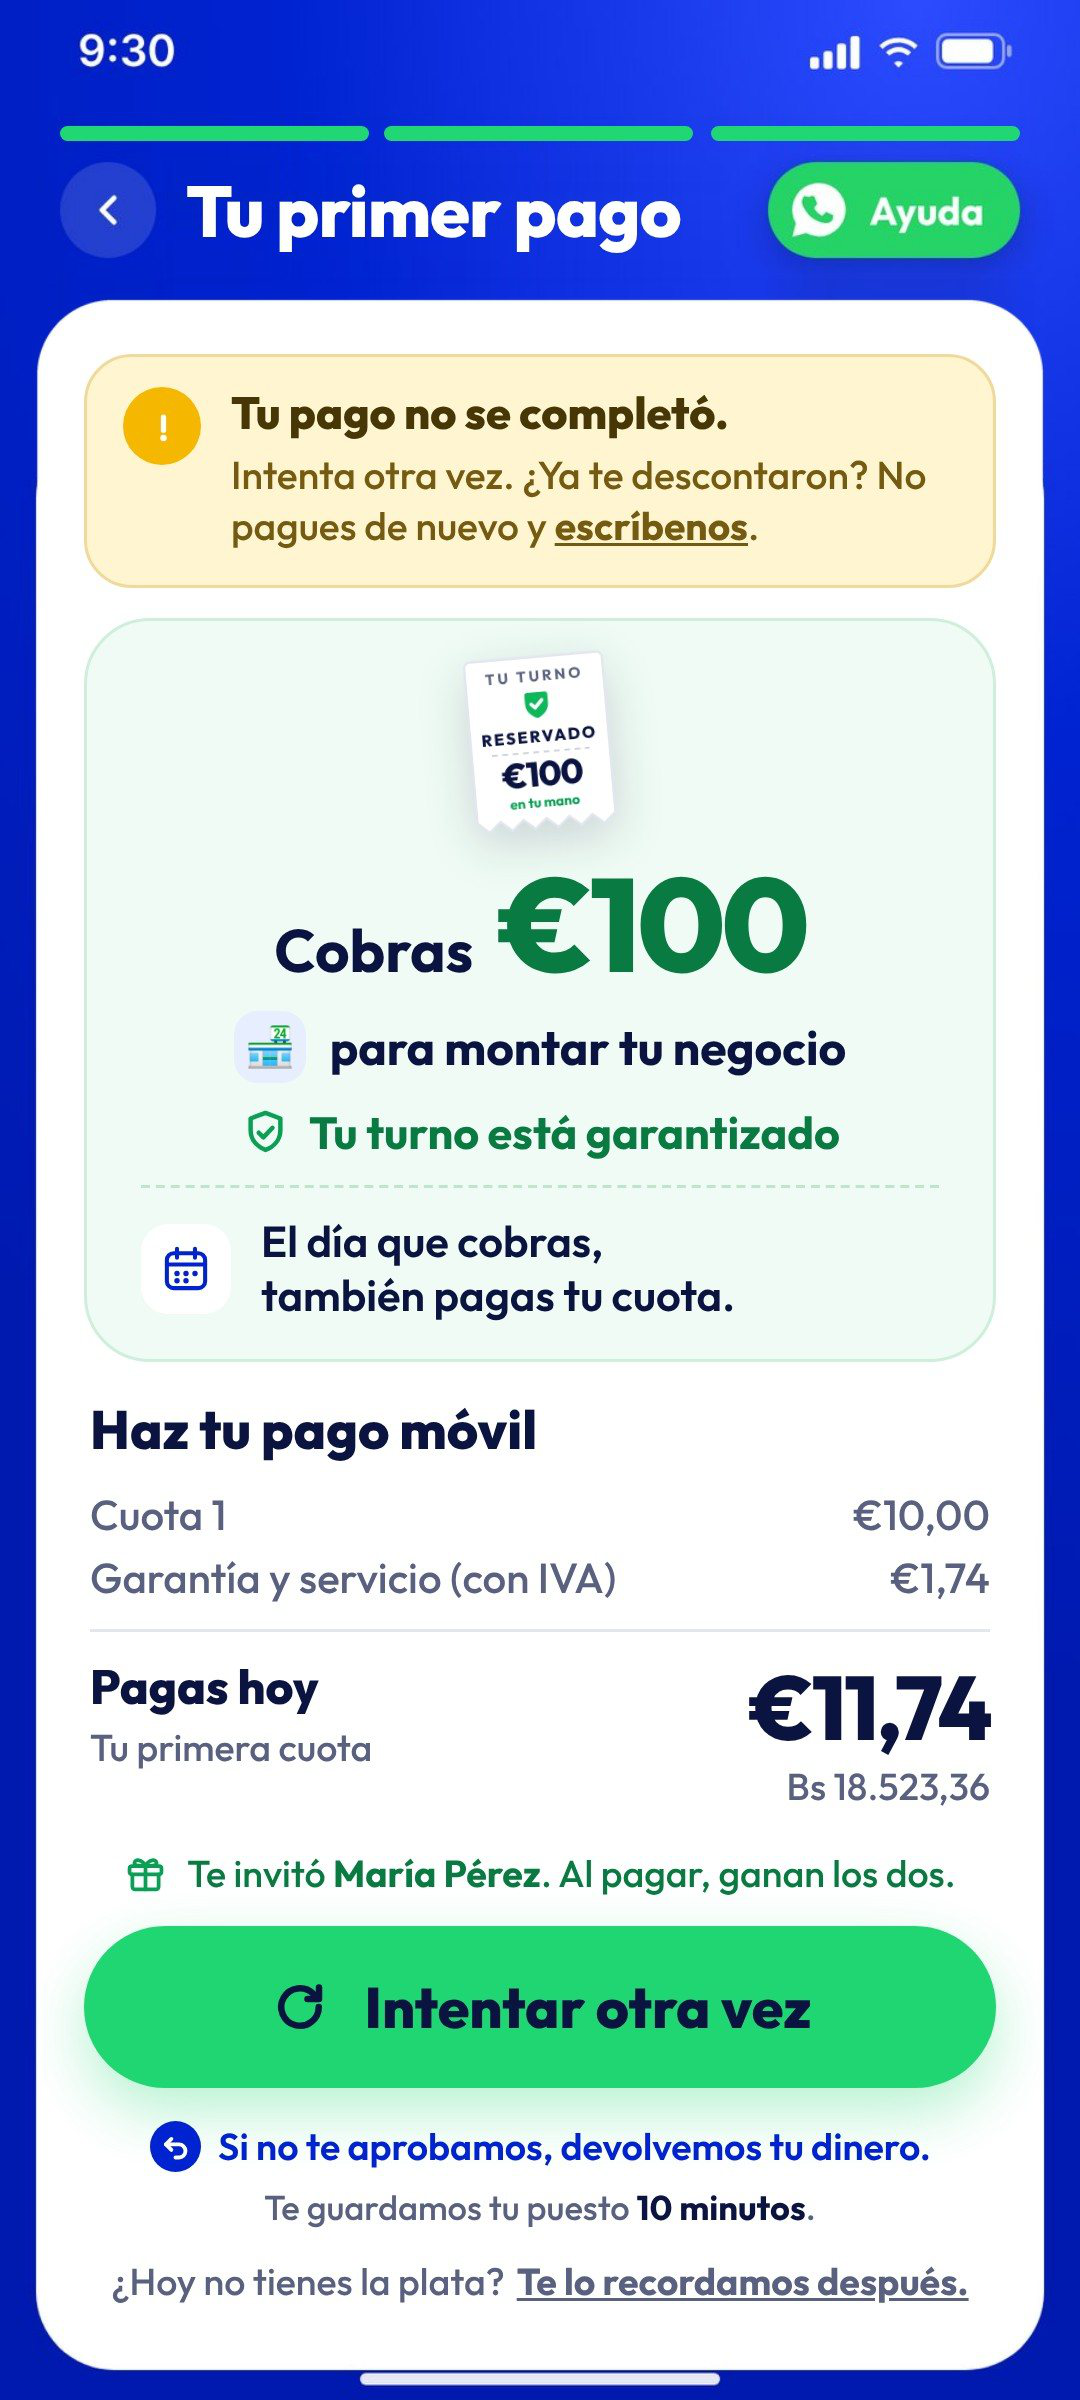 9:30
Tu primer pago
Ayuda
Tu pago no se completó.
Intenta otra vez. ¿Ya te descontaron? No
pagues de nuevo y escríbenos.
TU TURNO
RESERVADO
€100
en tu mano
Cobras €100
24
para montar tu negocio
Tu turno está garantizado
El día que cobras,
también pagas tu cuota.
Haz tu pago móvil
Cuota 1 €10,00
Garantía y servicio (con IVA) €1,74
Pagas hoy €11,74
Tu primera cuota
Bs 18.523,36
Te invitó María Pérez. Al pagar, ganan los dos.
Intentar otra vez
Si no te aprobamos, devolvemos tu dinero.
Te guardamos tu puesto 10 minutos.
¿Hoy no tienes la plata? Te lo recordamos después.